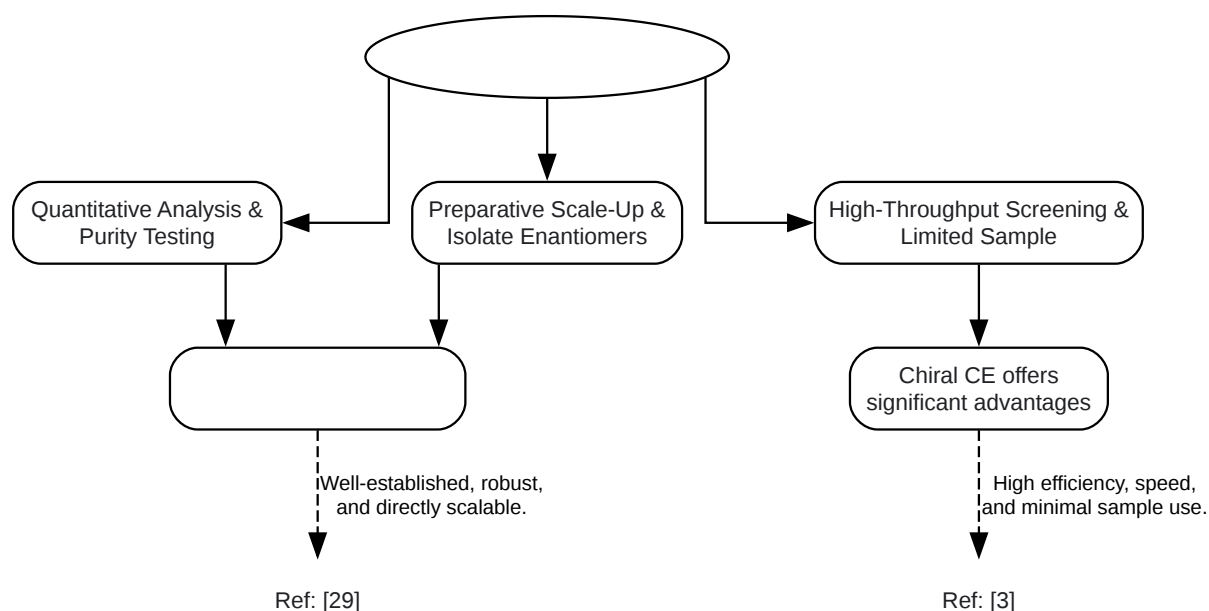 Quantitative Analysis &
Purity Testing
Preparative Scale-Up &
Isolate Enantiomers
High-Throughput Screening &
Limited Sample
Chiral CE offers
significant advantages
Well-established, robust,
and directly scalable.
High efficiency, speed,
and minimal sample use.
Ref: [29]
Ref: [3]